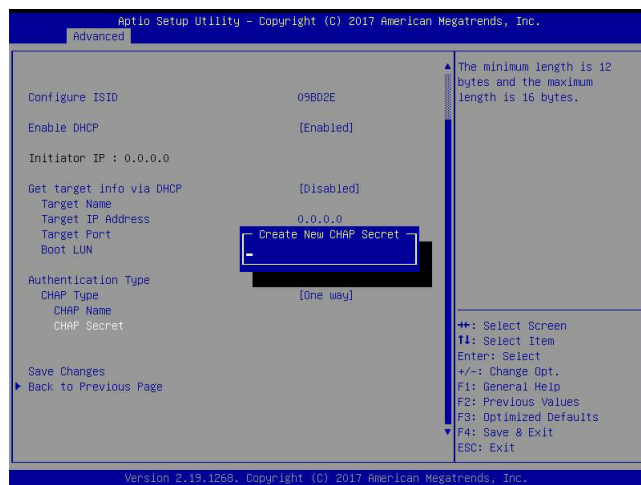 Aptio Setup Utility – Copyright (C) 2017 American Megatrends, Inc.
Advanced
Configure ISID 09BD2E
Enable DHCP [Enabled]
Initiator IP : 0.0.0.0
Get target info via DHCP [Disabled]
Target Name
Target IP Address 0.0.0.0
Target Port
Boot LUN
Create New CHAP Secret
Authentication Type
CHAP Type [One way]
CHAP Name
CHAP Secret
Save Changes
Back to Previous Page
The minimum length is 12
bytes and the maximum
length is 16 bytes.
→←: Select Screen
↑↓: Select Item
Enter: Select
+/-: Change Opt.
F1: General Help
F2: Previous Values
F3: Optimized Defaults
F4: Save & Exit
ESC: Exit
Version 2.19.1268. Copyright (C) 2017 American Megatrends, Inc.